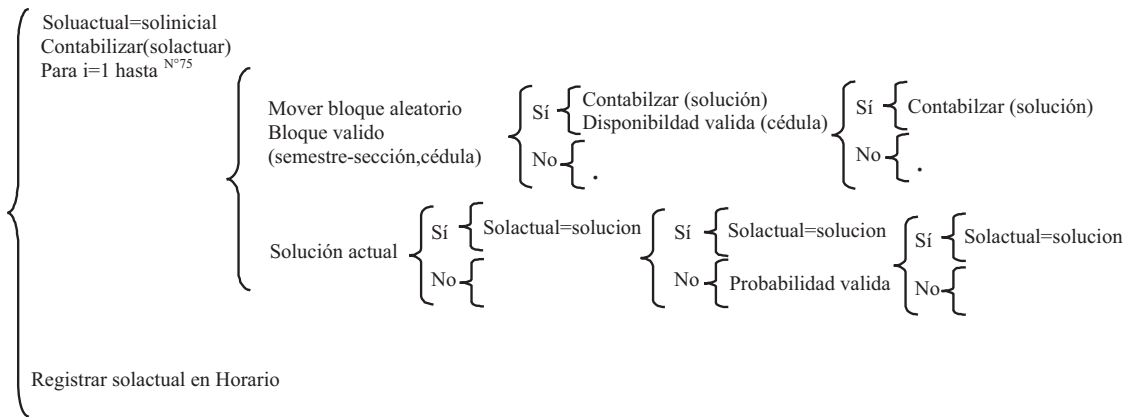 Soluactual=solinicial
Contabilizar(solactuar)
Para i=1 hasta N°75
Mover bloque aleatorio
Bloque valido
(semestre-sección,cédula)
Sí
Contabilzar (solución)
Disponibildad valida (cédula)
Sí
Contabilzar (solución)
No
.
No
.
Solución actual
Sí
Solactual=solucion
Sí
Solactual=solucion
Sí
Solactual=solucion
No
No
Probabilidad valida
No
Registrar solactual en Horario